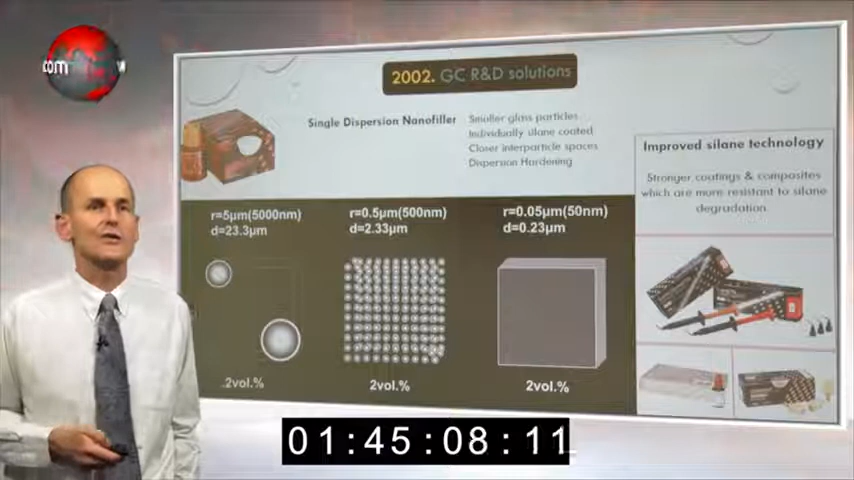 .com
2002. GC R&D solutions
Single Dispersion Nanofiller
Smaller glass particles
Individually silane coated
Closer interparticle spaces
Dispersion Hardening
Improved silane technology
Stronger coatings & composites
which are more resistant to silane
degradation
r=5µm(5000nm)
d=23.3µm
r=0.5µm(500nm)
d=2.33µm
r=0.05µm(50nm)
d=0.23µm
2vol.%
2vol.%
2vol.%
01:45:08:11